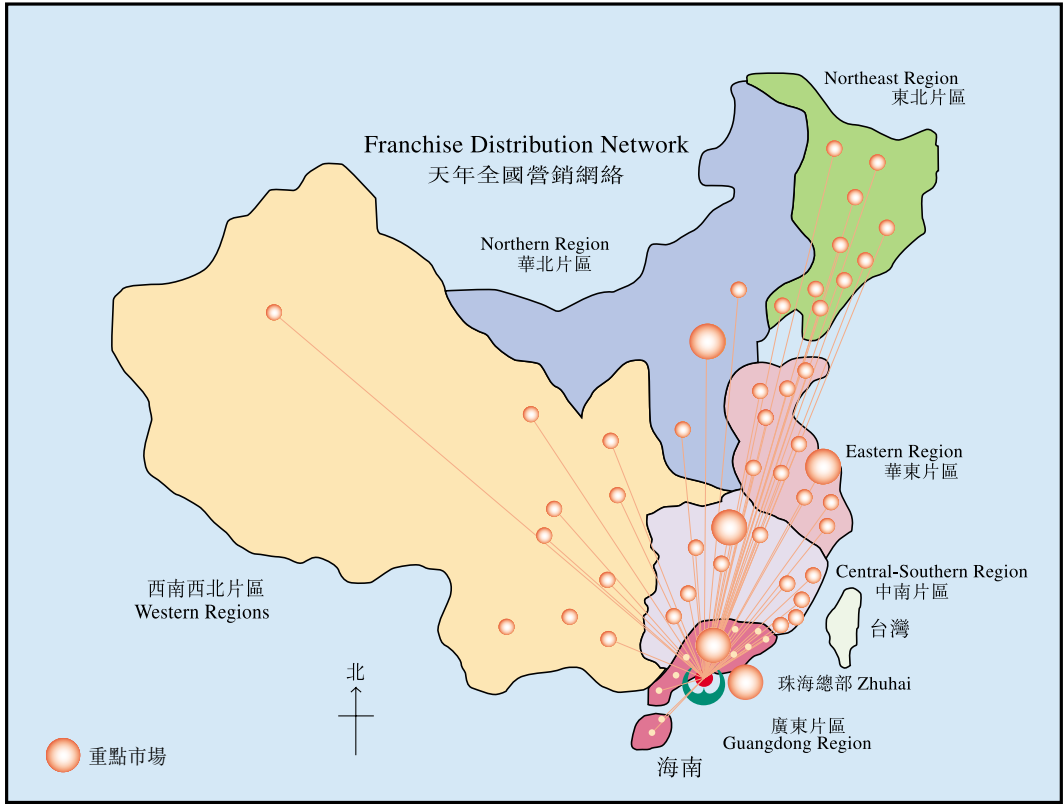 Northeast Region
東北片區
Franchise Distribution Network
天年全國營銷網絡
Northern Region
華北片區
Eastern Region
華東片區
西南西北片區
Western Regions
Central-Southern Region
中南片區
台灣
北
珠海總部 Zhuhai
廣東片區
Guangdong Region
重點市場
海南